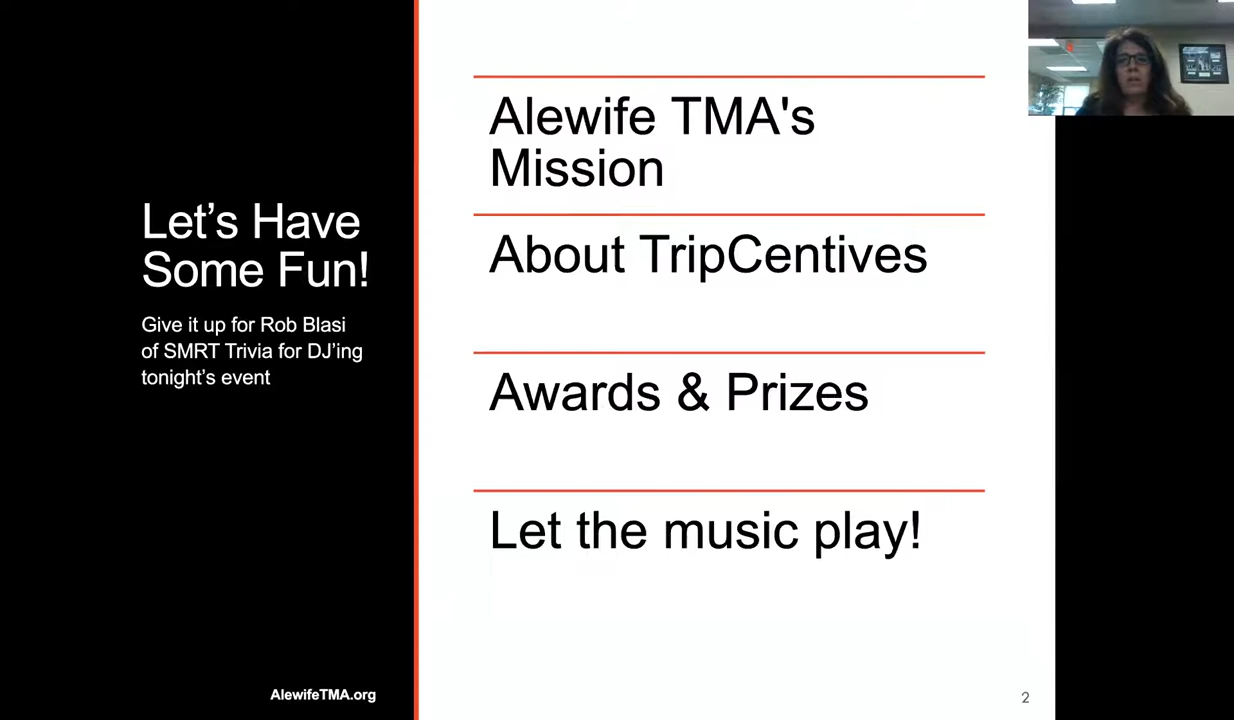 Let’s Have
Some Fun!
Give it up for Rob Blasi
of SMRT Trivia for DJ’ing
tonight’s event
AlewifeTMA.org
Alewife TMA's
Mission
About TripCentives
Awards & Prizes
Let the music play!
2